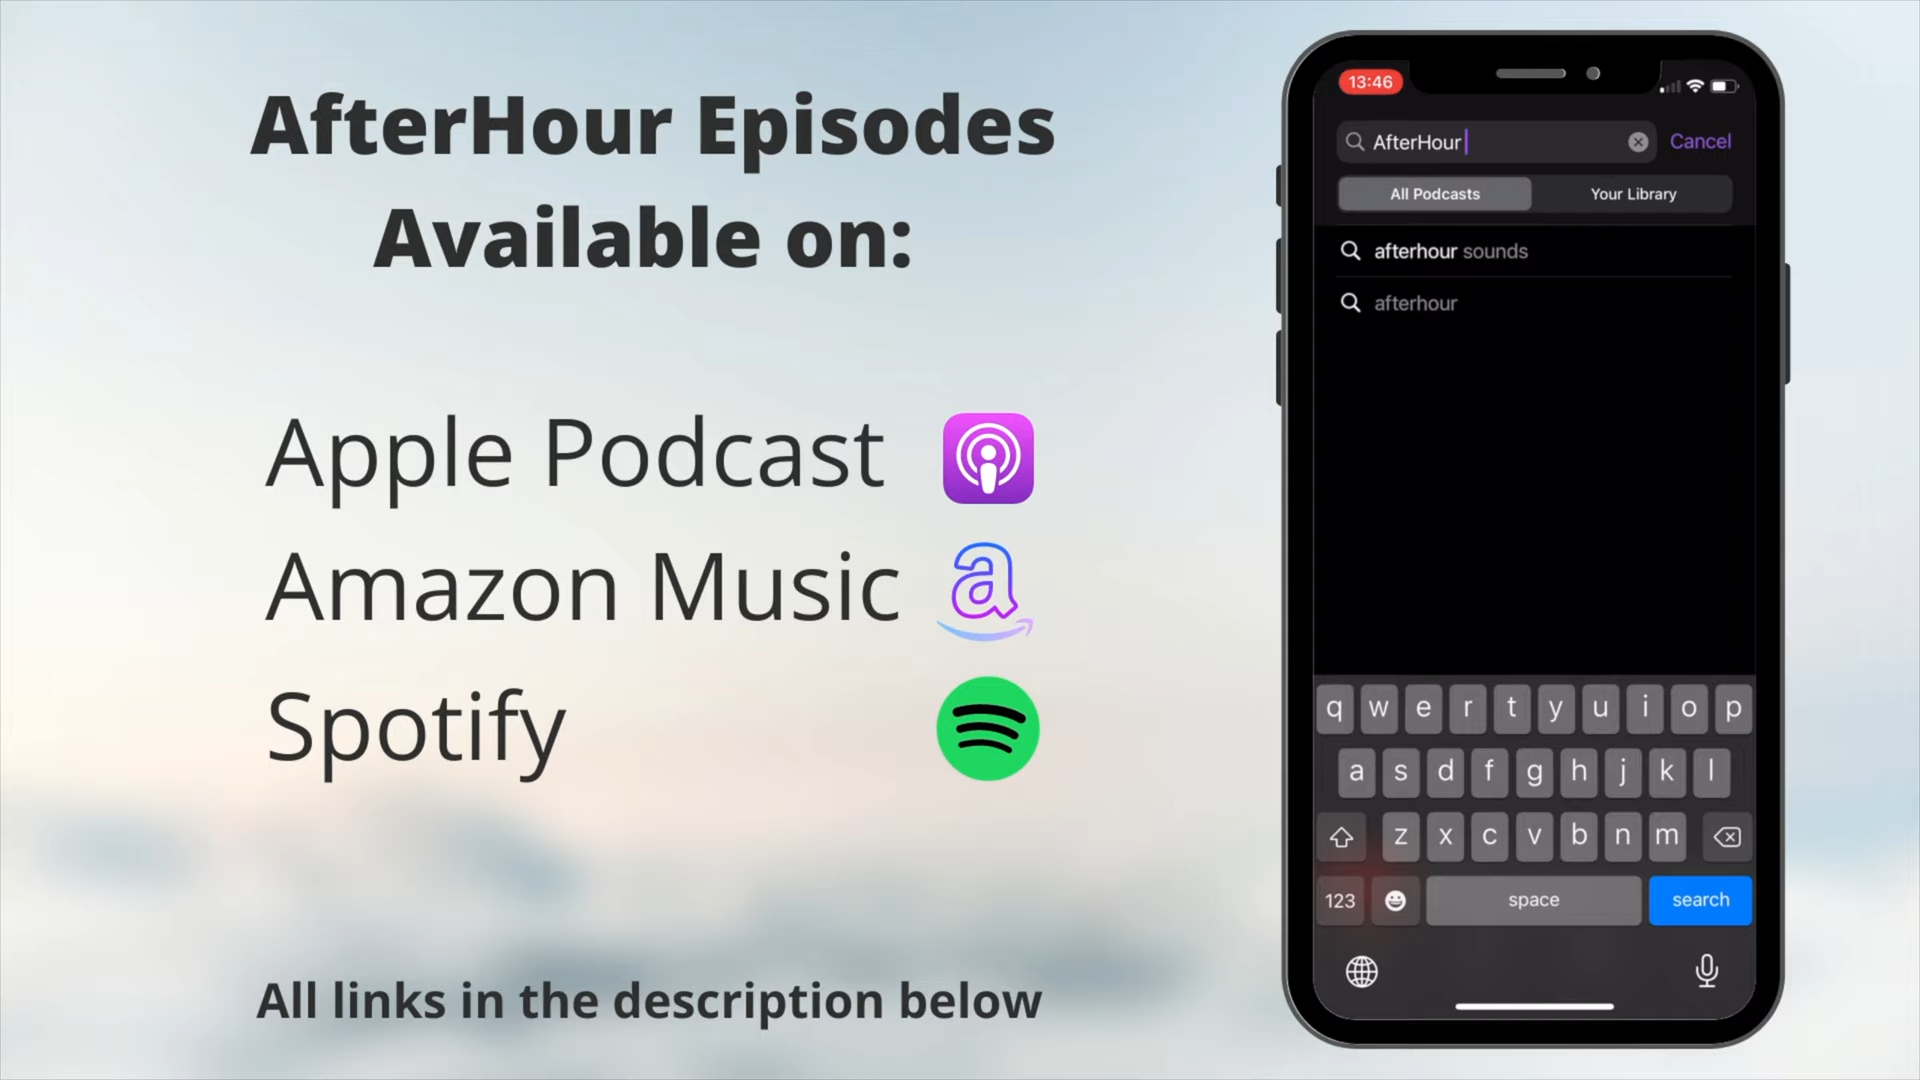 AfterHour Episodes
Available on:
Apple Podcast
Amazon Music
Spotify
All links in the description below
13:46
AfterHour
Cancel
All Podcasts
Your Library
afterhour sounds
afterhour
q w e r t y u i o p
a s d f g h j k l
z x c v b n m
123
space
search